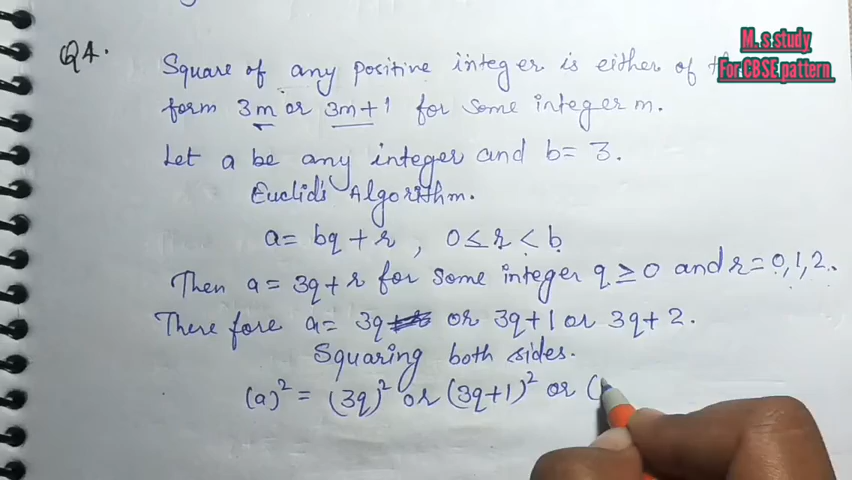 M. s study
For CBSE pattern
Q4.
Square of any positive integer is either of
form 3m or 3m+1 for some integer m.
Let a be any integer and b= 3.
Euclid's Algorithm.
a= bq + r , 0 ≤ r < b
Then a = 3q + r for some integer q ≥ 0 and r = 0,1,2.
There fore a= 3q or 3q+1 or 3q+ 2.
Squaring both sides.
(a)² = (3q)² or (3q+1)² or (